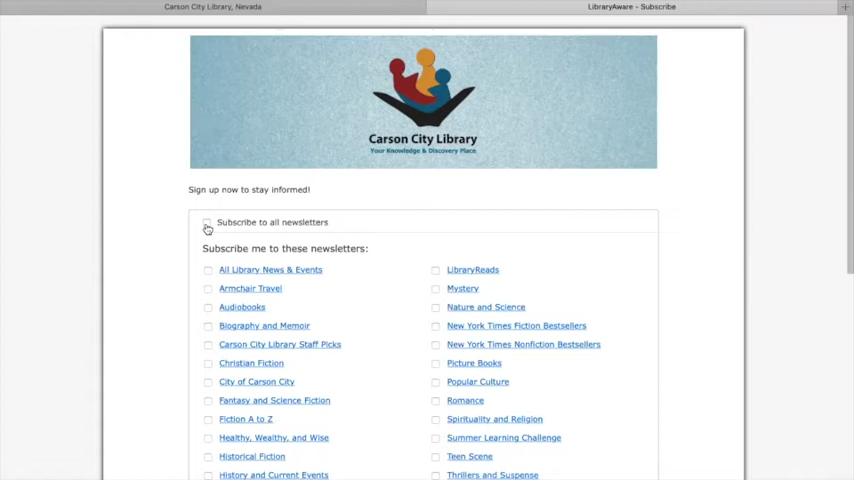 Carson City Library, Nevada
LibraryAware - Subscribe
Carson City Library
Your Knowledge & Discovery Place
Sign up now to stay informed!
Subscribe to all newsletters
Subscribe me to these newsletters:
All Library News & Events
Armchair Travel
Audiobooks
Biography and Memoir
Carson City Library Staff Picks
Christian Fiction
City of Carson City
Fantasy and Science Fiction
Fiction A to Z
Healthy, Wealthy, and Wise
Historical Fiction
History and Current Events
LibraryReads
Mystery
Nature and Science
New York Times Fiction Bestsellers
New York Times Nonfiction Bestsellers
Picture Books
Popular Culture
Romance
Spirituality and Religion
Summer Learning Challenge
Teen Scene
Thrillers and Suspense